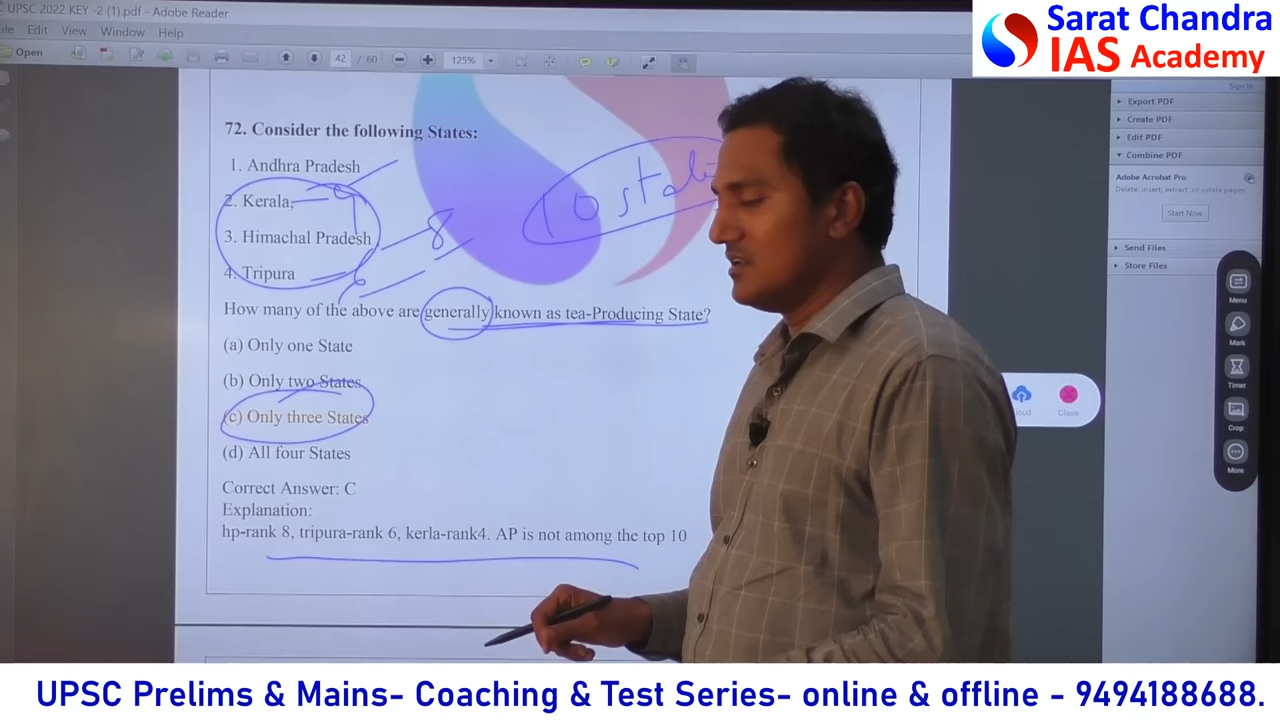 UPSC 2022 KEY -2 (1).pdf - Adobe Reader
Sarat Chandra
IAS Academy
Edit View Window Help
Open 42 / 60 125%
Sign In
Export PDF
Create PDF
Edit PDF
Combine PDF
Adobe Acrobat Pro
Delete, insert, extract, or rotate pages
Start Now
Send Files
Store Files
72. Consider the following States:
1. Andhra Pradesh
2. Kerala, 4
3. Himachal Pradesh 8
4. Tripura 6
10
How many of the above are generally known as tea-Producing State?
(a) Only one State
(b) Only two States
(c) Only three States
(d) All four States
Correct Answer: C
Explanation:
hp-rank 8, tripura-rank 6, kerla-rank4. AP is not among the top 10
Menu
Mark
Timer
Crop
More
Close
UPSC Prelims & Mains- Coaching & Test Series- online & offline - 9494188688.